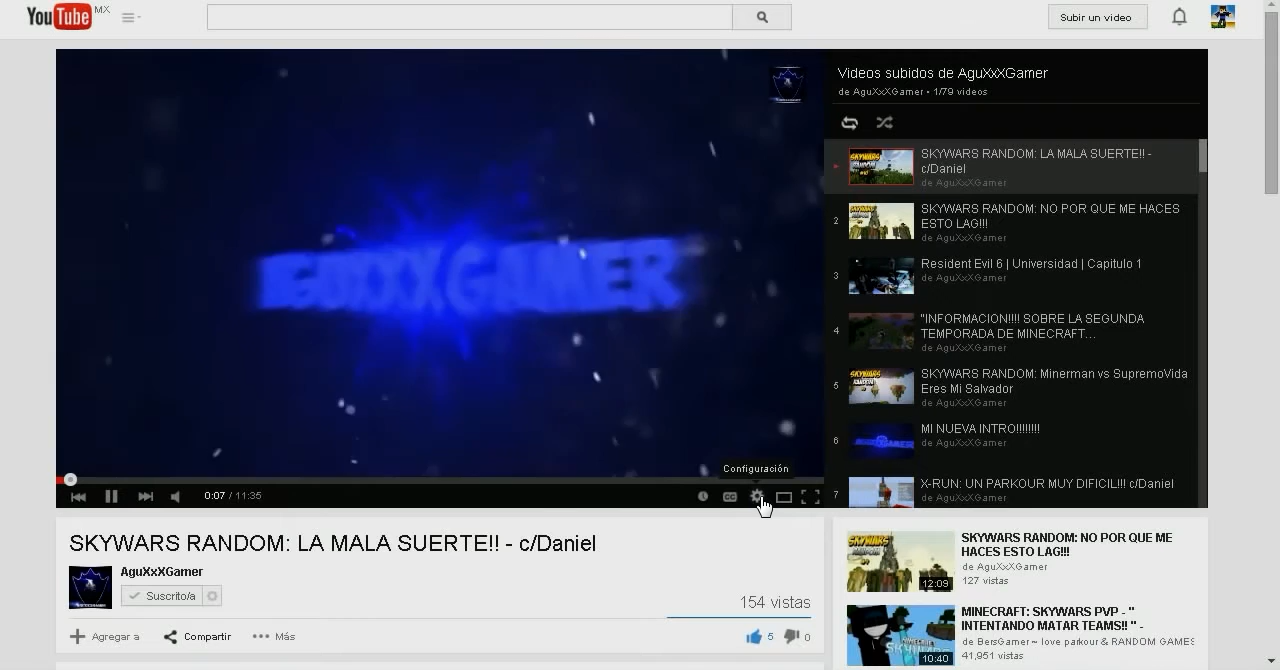 YouTube MX
Subir un video
AGUXXXGAMER
Videos subidos de AguXxXGamer
de AguXxXGamer • 1/79 videos
SKYWARS RANDOM: LA MALA SUERTE!! -
c/Daniel
de AguXxXGamer
2
SKYWARS RANDOM: NO POR QUE ME HACES
ESTO LAG!!!
de AguXxXGamer
3
Resident Evil 6 | Universidad | Capitulo 1
de AguXxXGamer
4
"INFORMACION!!!! SOBRE LA SEGUNDA
TEMPORADA DE MINECRAFT...
de AguXxXGamer
5
SKYWARS RANDOM: Minerman vs SupremoVida
Eres Mi Salvador
de AguXxXGamer
6
MI NUEVA INTRO!!!!!!!!
de AguXxXGamer
7
X-RUN: UN PARKOUR MUY DIFICIL!!! c/Daniel
Configuración
0:07 / 11:35
CC
SKYWARS RANDOM: LA MALA SUERTE!! - c/Daniel
AguXxXGamer
Suscrito/a
154 vistas
Agregar a
Compartir
Más
5
0
SKYWARS RANDOM: NO POR QUE ME
HACES ESTO LAG!!!
de AguXxXGamer
127 vistas
12:09
MINECRAFT: SKYWARS PVP - "
INTENTANDO MATAR TEAMS!! " -
de BersGamer ~ love parkour & RANDOM GAMES
41,951 vistas
10:40